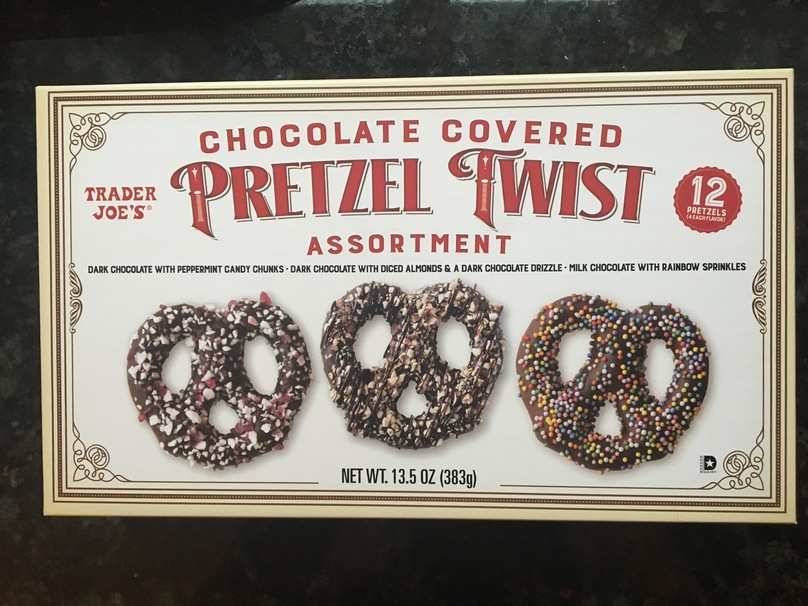 CHOCOLATE COVERED
PRETZEL TWIST
TRADER
JOE'S®
12
PRETZELS
(4 EACH FLAVOR)
ASSORTMENT
DARK CHOCOLATE WITH PEPPERMINT CANDY CHUNKS · DARK CHOCOLATE WITH DICED ALMONDS & A DARK CHOCOLATE DRIZZLE · MILK CHOCOLATE WITH RAINBOW SPRINKLES
NET WT. 13.5 OZ (383g)
D